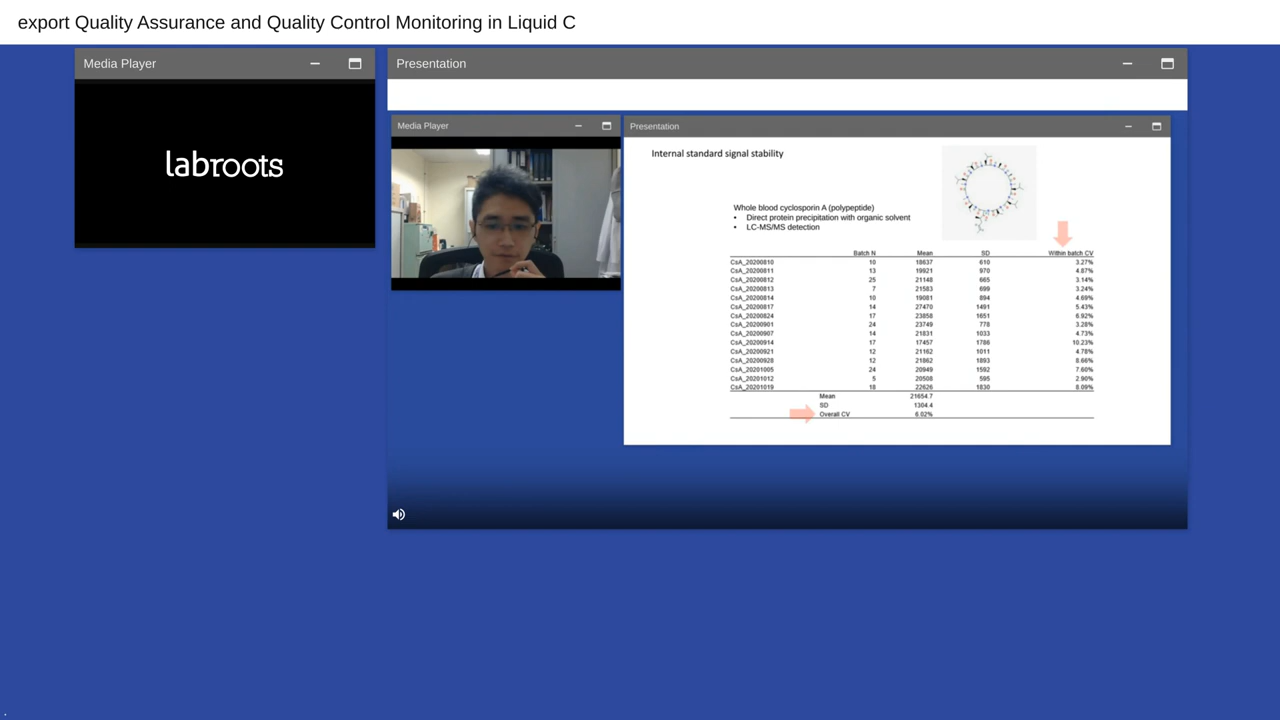 export Quality Assurance and Quality Control Monitoring in Liquid C
Media Player
Presentation
labroots
Media Player
Presentation
Internal standard signal stability
Whole blood cyclosporin A (polypeptide)
• Direct protein precipitation with organic solvent
• LC-MS/MS detection
Batch N Mean SD Within batch CV
CsA_20200810 10 18637 610 3.27%
CsA_20200811 13 19921 970 4.87%
CsA_20200812 25 21148 665 3.14%
CsA_20200813 7 21583 699 3.24%
CsA_20200814 10 19081 894 4.69%
CsA_20200817 14 27470 1491 5.43%
CsA_20200824 17 23858 1651 6.92%
CsA_20200901 24 23749 778 3.28%
CsA_20200907 14 21831 1033 4.73%
CsA_20200914 17 17457 1786 10.23%
CsA_20200921 12 21162 1011 4.78%
CsA_20200928 12 21862 1893 8.66%
CsA_20201005 24 20949 1592 7.60%
CsA_20201012 5 20508 595 2.90%
CsA_20201019 18 22626 1830 8.09%
Mean 21654.7
SD 1304.4
Overall CV 6.02%